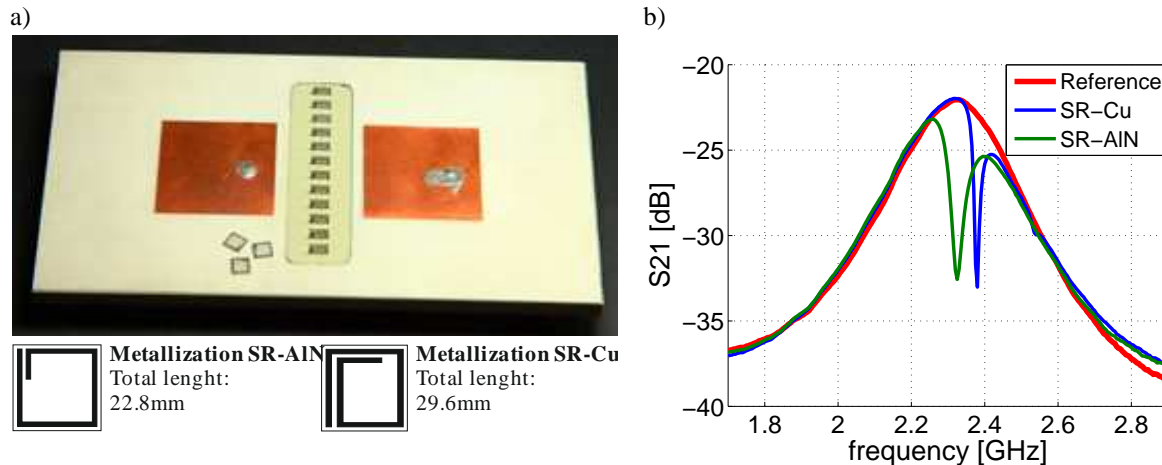 a)
Metallization SR-AlN
Total lenght:
22.8mm
Metallization SR-Cu
Total lenght:
29.6mm
b)
−20
−25
−30
−35
−40
S21 [dB]
1.8
2
2.2
2.4
2.6
2.8
frequency [GHz]
Reference
SR−Cu
SR−AlN